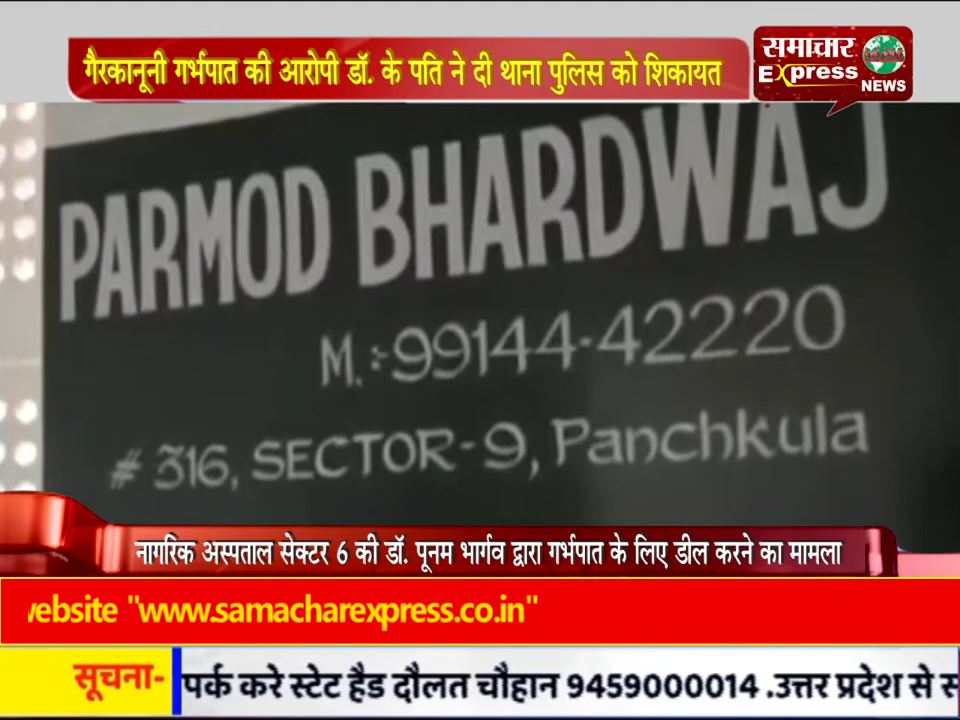 गैरकानूनी गर्भपात की आरोपी डॉ. के पति ने दी थाना पुलिस को शिकायत
समाचार
Express
NEWS
PARMOD BHARDWAJ
M.:-99144-42220
# 316, SECTOR-9, Panchkula
नागरिक अस्पताल सेक्टर 6 की डॉ. पूनम भार्गव द्वारा गर्भपात के लिए डील करने का मामला
website "www.samacharexpress.co.in"
सूचना- पर्क करे स्टेट हैड दौलत चौहान 9459000014 .उत्तर प्रदेश से